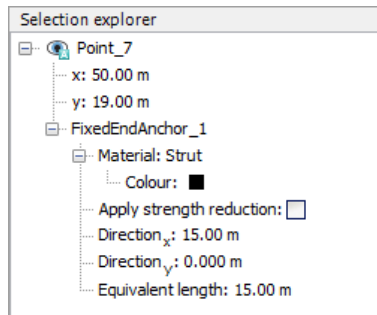 Selection explorer
Point_7
x: 50.00 m
y: 19.00 m
FixedEndAnchor_1
Material: Strut
Colour:
Apply strength reduction:
Directionx: 15.00 m
Directiony: 0.000 m
Equivalent length: 15.00 m